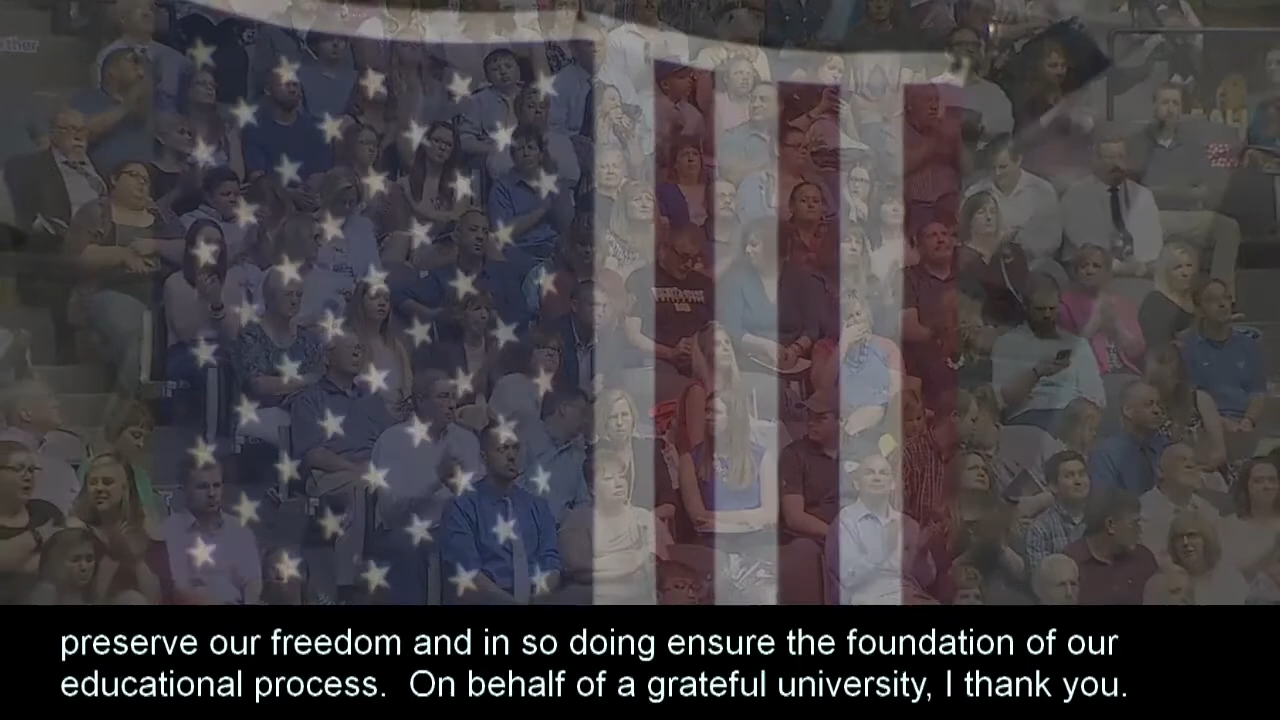 ther
preserve our freedom and in so doing ensure the foundation of our
educational process.  On behalf of a grateful university, I thank you.